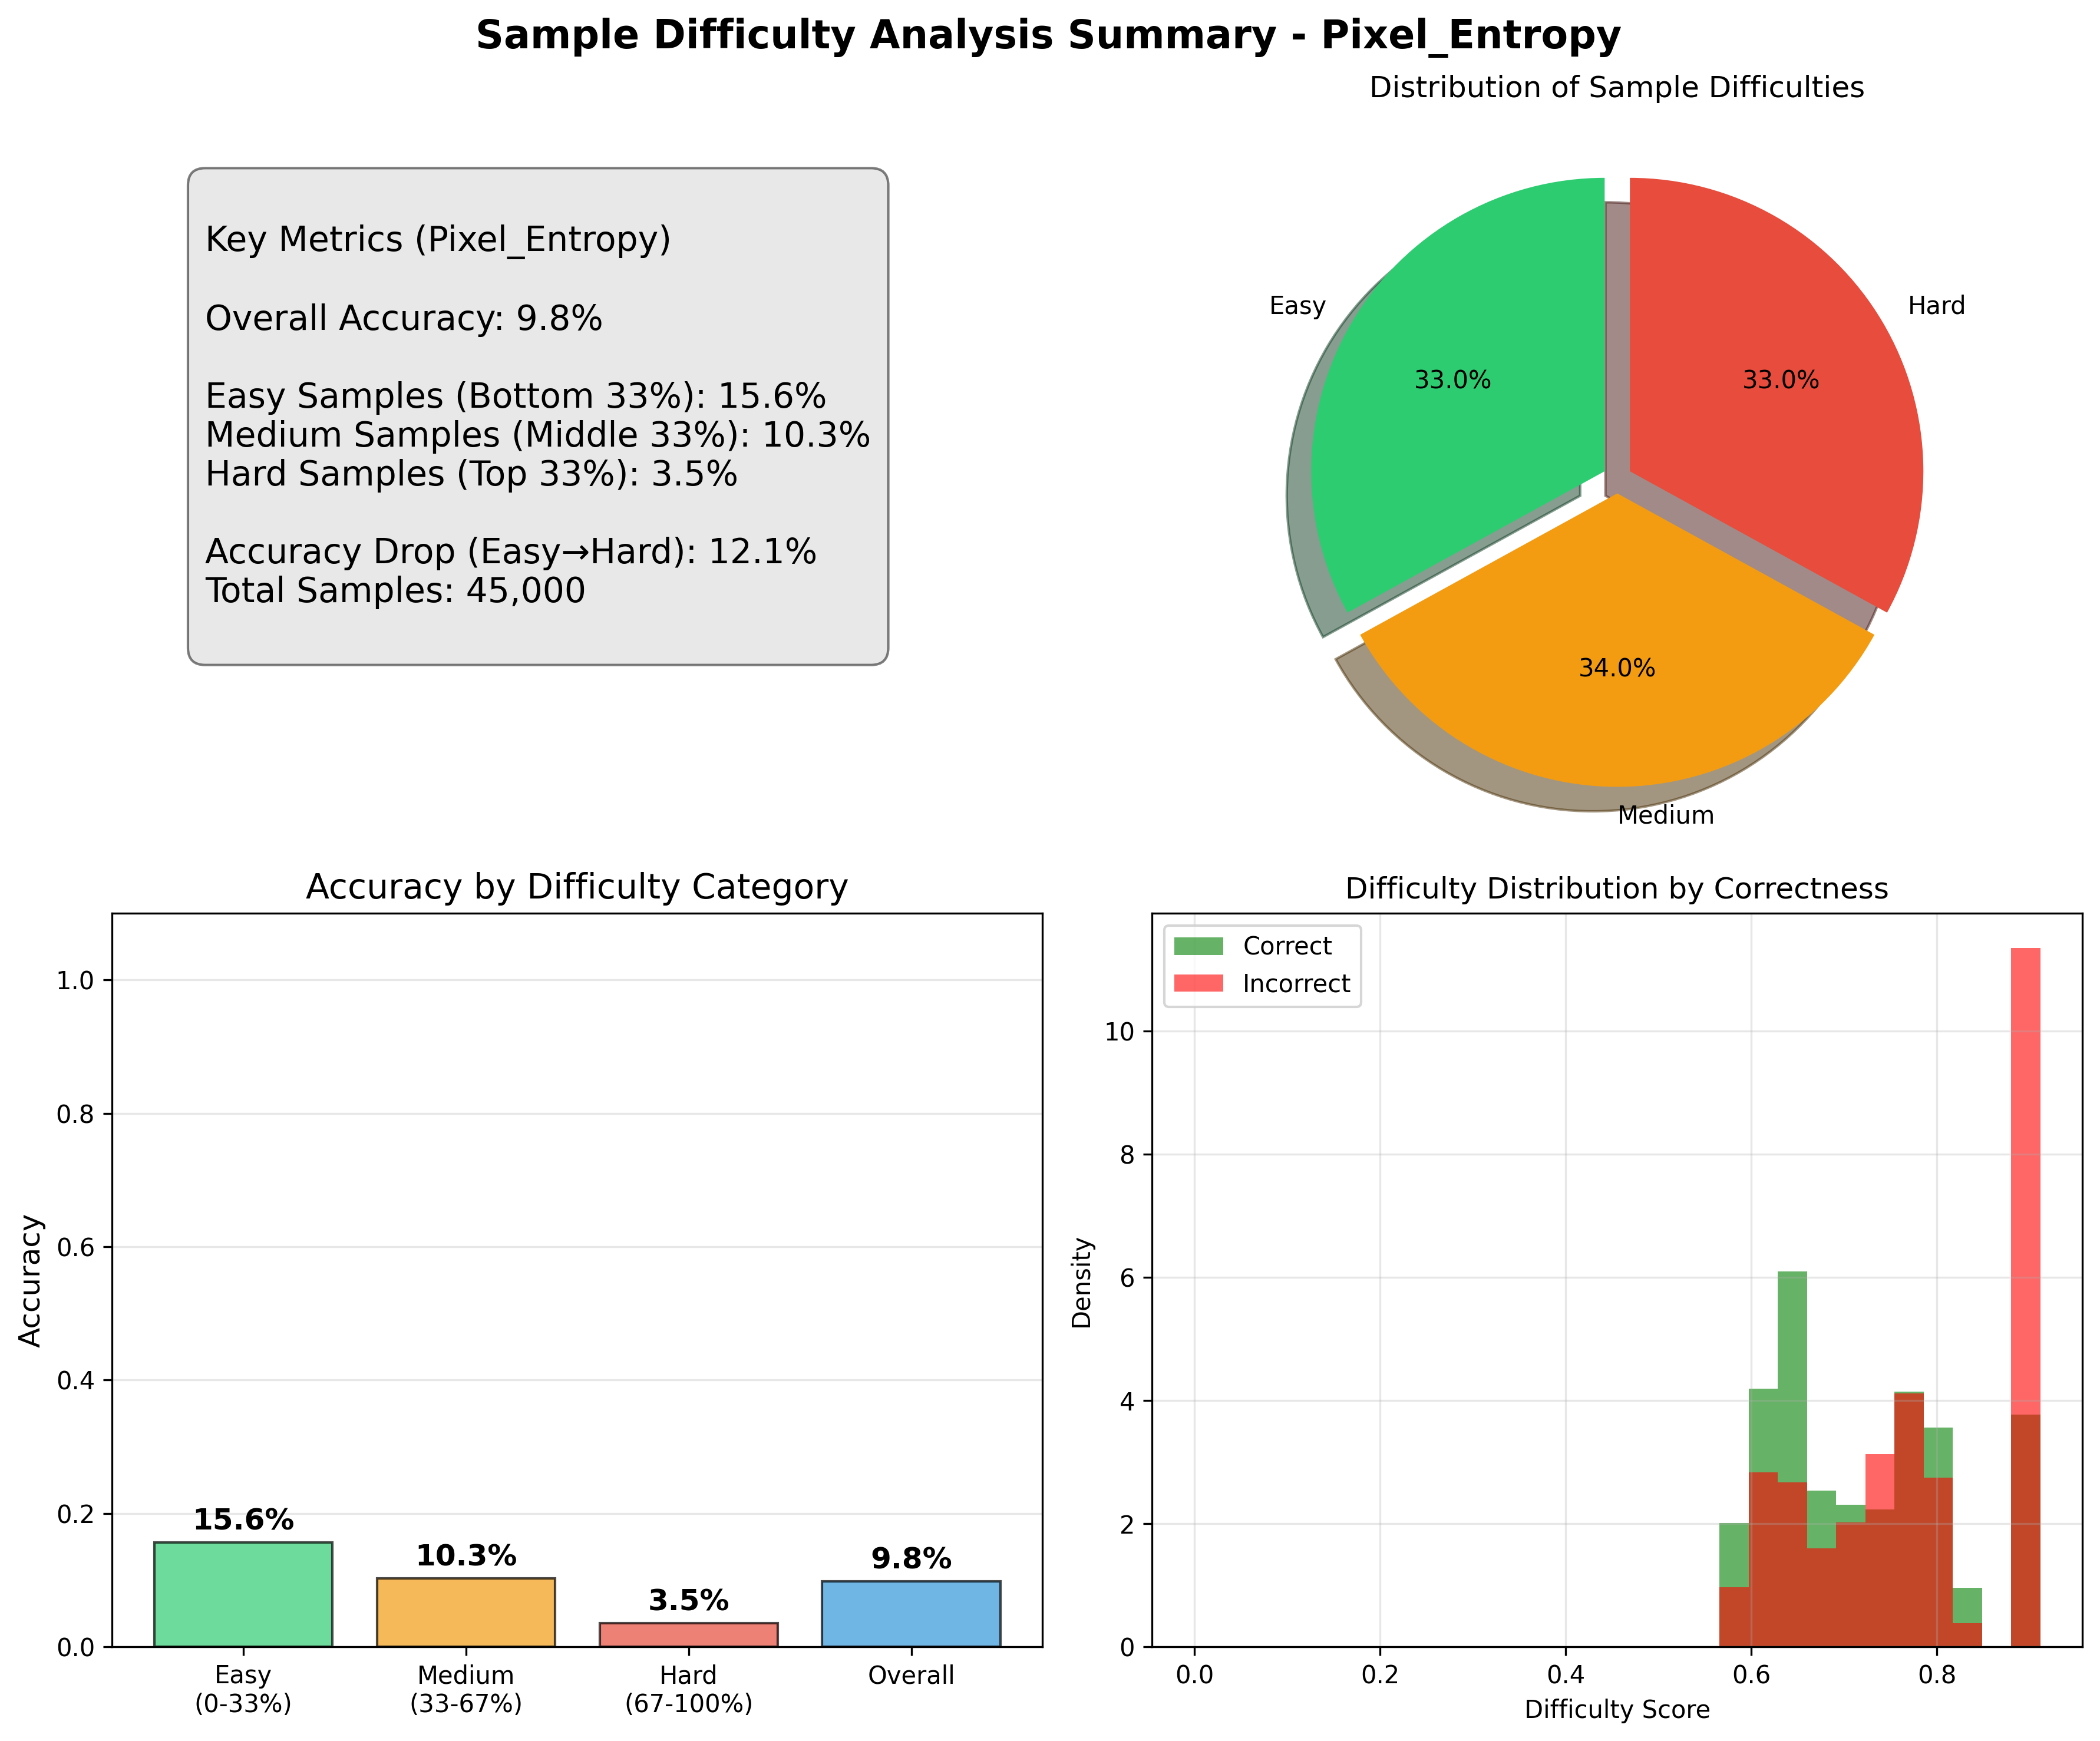 Sample Difficulty Analysis Summary - Pixel_Entropy
Key Metrics (Pixel_Entropy)
Overall Accuracy: 9.8%
Easy Samples (Bottom 33%): 15.6%
Medium Samples (Middle 33%): 10.3%
Hard Samples (Top 33%): 3.5%
Accuracy Drop (Easy→Hard): 12.1%
Total Samples: 45,000
Distribution of Sample Difficulties
Easy
Hard
33.0%
33.0%
34.0%
Medium
Accuracy by Difficulty Category
Accuracy
1.0
0.8
0.6
0.4
0.2
0.0
15.6%
10.3%
3.5%
9.8%
Easy
(0-33%)
Medium
(33-67%)
Hard
(67-100%)
Overall
Difficulty Distribution by Correctness
Correct
Incorrect
Density
10
8
6
4
2
0
0.0
0.2
0.4
0.6
0.8
Difficulty Score